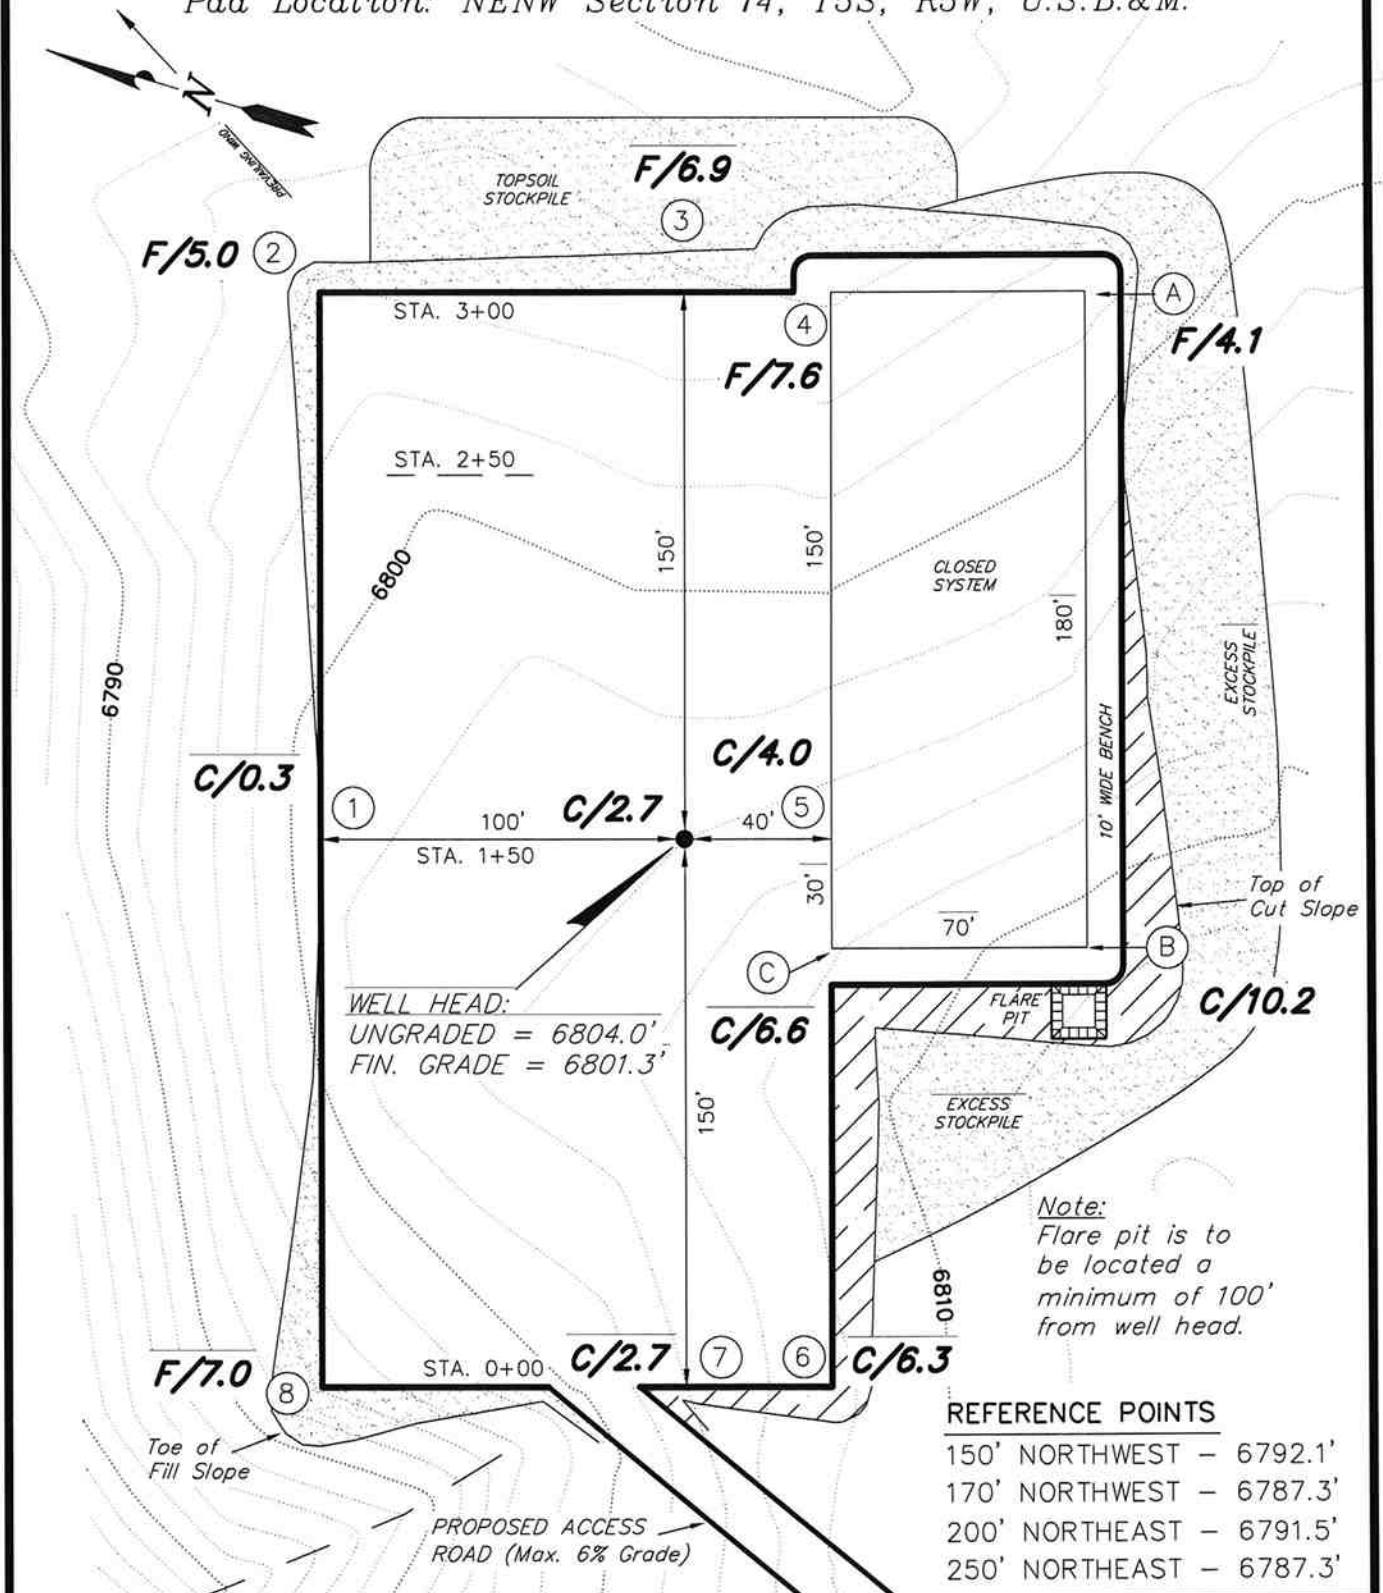 Pad Location: NENW Section 14, T5S, R5W, U.S.B.&M.
N
PREVAILING WIND
F/6.9
TOPSOIL
STOCKPILE
3
F/5.0 2
STA. 3+00
A
4
F/4.1
F/7.6
STA. 2+50
6800
150'
150'
CLOSED
SYSTEM
180'
6790
EXCESS
STOCKPILE
C/4.0
C/0.3
10' WIDE BENCH
1
100'
C/2.7
40'
5
STA. 1+50
30'
70'
Top of
Cut Slope
B
C
WELL HEAD:
UNGRADED = 6804.0'
FIN. GRADE = 6801.3'
C/6.6
FLARE
PIT
C/10.2
150'
EXCESS
STOCKPILE
Note:
Flare pit is to
be located a
minimum of 100'
from well head.
6810
F/7.0 8
STA. 0+00
C/2.7 7
6 C/6.3
REFERENCE POINTS
150' NORTHWEST - 6792.1'
170' NORTHWEST - 6787.3'
200' NORTHEAST - 6791.5'
250' NORTHEAST - 6787.3'
Toe of
Fill Slope
PROPOSED ACCESS
ROAD (Max. 6% Grade)